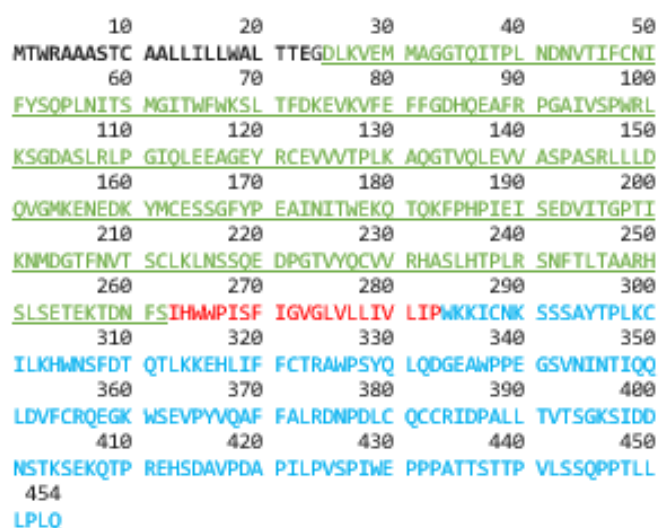 10 20 30 40 50
MTWRAAASTC AALLILLWAL TTEGDLKVEM MAGGTQITPL NDNVTIFCNI
60 70 80 90 100
FYSQPLNITS MGITWFWKSL TFDKEVKVFE FFGDHQEAFR PGAIVSPWRL
110 120 130 140 150
KSGDASLRLP GIQLEEAGEY RCEVVVTPLK AQGTVQLEVV ASPASRLLLD
160 170 180 190 200
QVGMKENEDK YMCESSGFYP EAINITWEKQ TQKFPHPIEI SEDVITGPTI
210 220 230 240 250
KNMDGTFNVT SCLKLNSSQE DPGTVYQCVV RHASLHTPLR SNFTLTAARH
260 270 280 290 300
SLSETEKTDN FSIHWWPISF IGVGLVLLIV LIPWKKICNK SSSAYTPLKC
310 320 330 340 350
ILKHWNSFDT QTLKKEHLIF FCTRAWPSYQ LQDGEAWPPE GSVNINTIQQ
360 370 380 390 400
LDVFCRQEGK WSEVPYVQAF FALRDNPDLC QCCRIDPALL TVTSGKSIDD
410 420 430 440 450
NSTKSEKQTP REHSDAVPDA PILPVSPIWE PPPATTSTTP VLSSQPPTLL
454
LPLQ